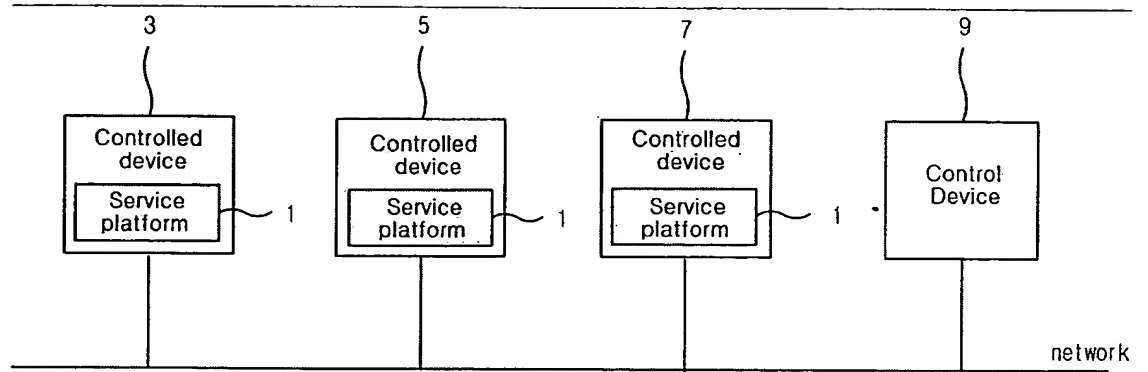 3 5 7 9
Controlled
device
Service
platform
1
Controlled
device
Service
platform
1
Controlled
device
Service
platform
1
Control
Device
network